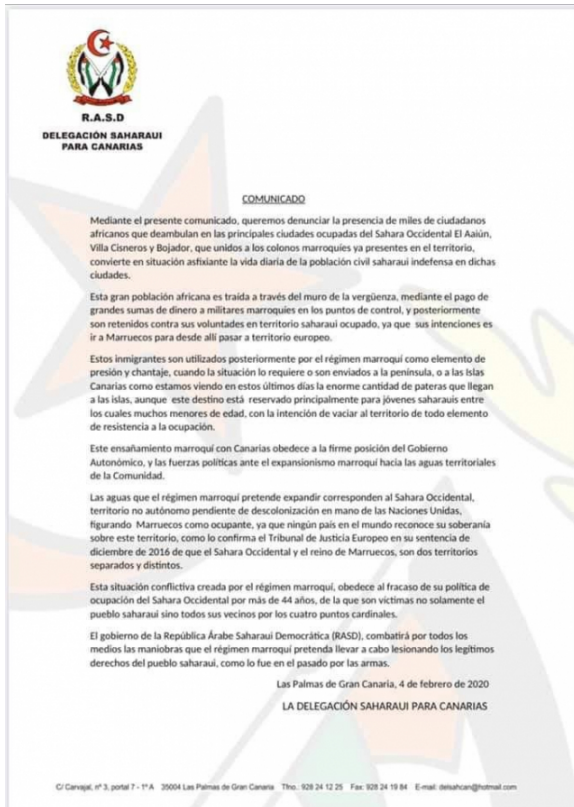 R.A.S.D
DELEGACIÓN SAHARAUI
PARA CANARIAS
COMUNICADO
Mediante el presente comunicado, queremos denunciar la presencia de miles de ciudadanos
africanos que deambulan en las principales ciudades ocupadas del Sahara Occidental El Aaiún,
Villa Cisneros y Bojador, que unidos a los colonos marroquíes ya presentes en el territorio,
convierte en situación asfixiante la vida diaria de la población civil saharaui indefensa en dichas
ciudades.
Esta gran población africana es traída a través del muro de la vergüenza, mediante el pago de
grandes sumas de dinero a militares marroquíes en los puntos de control, y posteriormente
son retenidos contra sus voluntades en territorio saharaui ocupado, ya que sus intenciones es
ir a Marruecos para desde allí pasar a territorio europeo.
Estos inmigrantes son utilizados posteriormente por el régimen marroquí como elemento de
presión y chantaje, cuando la situación lo requiere o son enviados a la península, o a las Islas
Canarias como estamos viendo en estos últimos días la enorme cantidad de pateras que llegan
a las islas, aunque este destino está reservado principalmente para jóvenes saharauis entre
los cuales muchos menores de edad, con la intención de vaciar al territorio de todo elemento
de resistencia a la ocupación.
Este ensañamiento marroquí con Canarias obedece a la firme posición del Gobierno
Autonómico, y las fuerzas políticas ante el expansionismo marroquí hacia las aguas territoriales
de la Comunidad.
Las aguas que el régimen marroquí pretende expandir corresponden al Sahara Occidental,
territorio no autónomo pendiente de descolonización en mano de las Naciones Unidas,
figurando Marruecos como ocupante, ya que ningún país en el mundo reconoce su soberanía
sobre este territorio, como lo confirma el Tribunal de Justicia Europeo en su sentencia de
diciembre de 2016 de que el Sahara Occidental y el reino de Marruecos, son dos territorios
separados y distintos.
Esta situación conflictiva creada por el régimen marroquí, obedece al fracaso de su política de
ocupación del Sahara Occidental por más de 44 años, de la que son víctimas no solamente el
pueblo saharaui sino todos sus vecinos por los cuatro puntos cardinales.
El gobierno de la República Árabe Saharaui Democrática (RASD), combatirá por todos los
medios las maniobras que el régimen marroquí pretenda llevar a cabo lesionando los legítimos
derechos del pueblo saharaui, como lo fue en el pasado por las armas.
Las Palmas de Gran Canaria, 4 de febrero de 2020
LA DELEGACIÓN SAHARAUI PARA CANARIAS
C/ Carvajal, nº 3, portal 7 - 1º A 35004 Las Palmas de Gran Canaria Tfno.: 928 24 12 25 Fax: 928 24 19 84 E-mail: delsahcan@hotmail.com